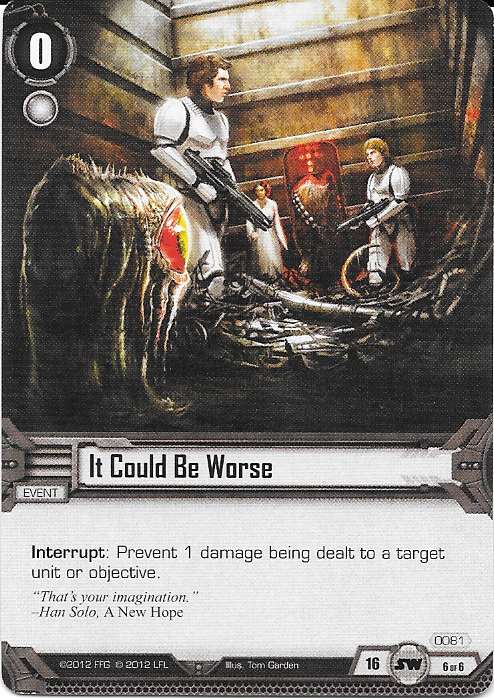 0
It Could Be Worse
EVENT
Interrupt: Prevent 1 damage being dealt to a target
unit or objective.
“That’s your imagination.”
–Han Solo, A New Hope
0081
©2012 FFG © 2012 LFL
Illus. Tom Garden
16
SW
6 OF 6